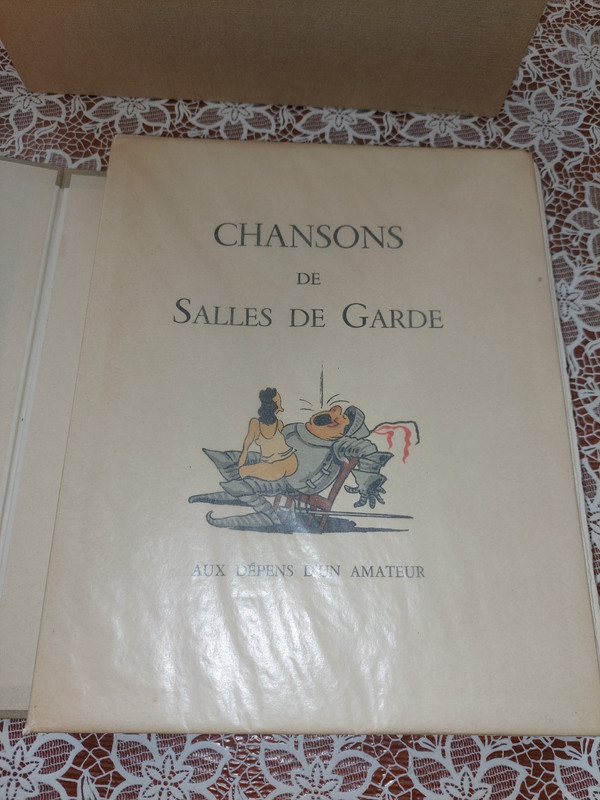 CHANSONS
DE
SALLES DE GARDE
AUX DÉPENS D'UN AMATEUR